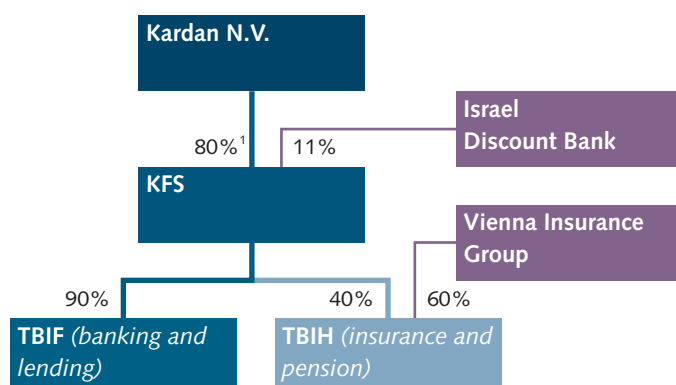 Kardan N.V.
Israel
Discount Bank
80%¹
11%
KFS
Vienna Insurance
Group
90%
40%
60%
TBIF (banking and
lending)
TBIH (insurance and
pension)